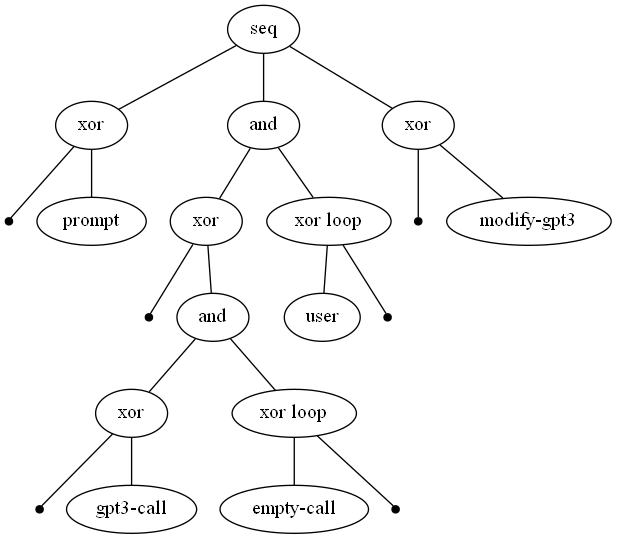 seq
xor
and
xor
prompt
xor
xor loop
modify-gpt3
and
user
xor
xor loop
gpt3-call
empty-call